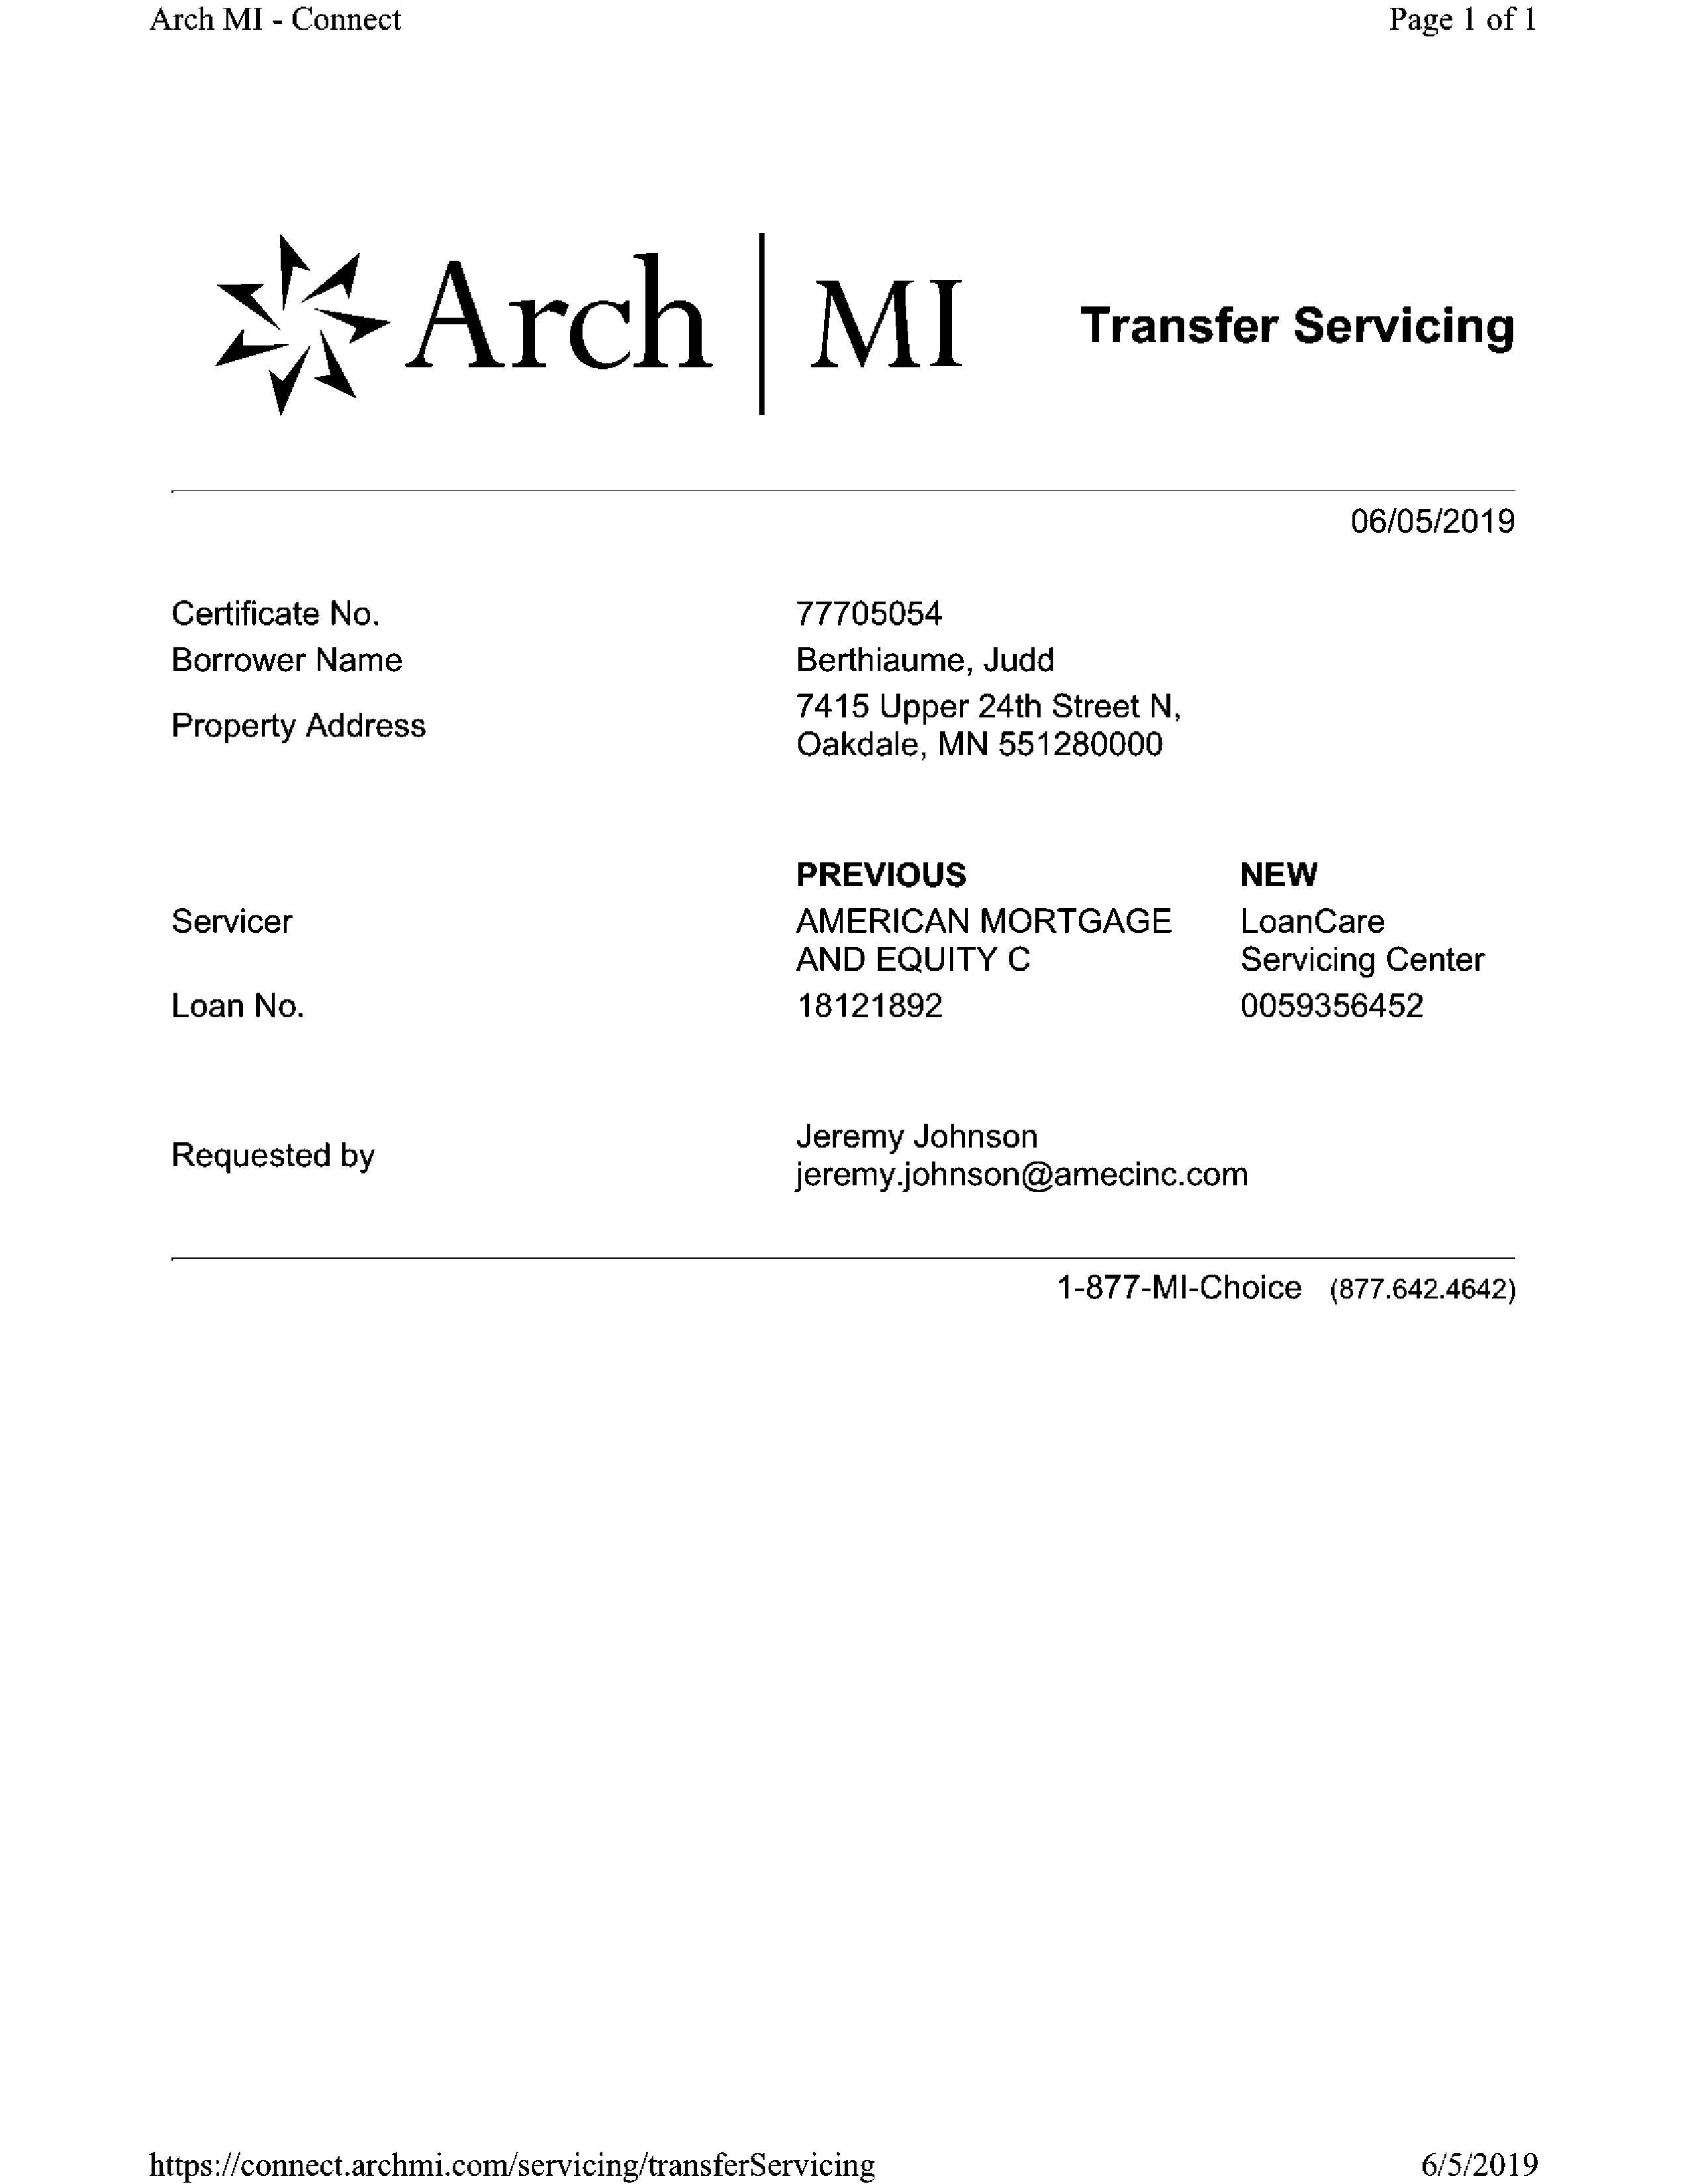 Arch MI - Connect Page 1 of 1
Arch MI Transfer Servicing
06/05/2019
Certificate No. 77705054
Borrower Name Berthiaume, Judd
Property Address 7415 Upper 24th Street N,
Oakdale, MN 551280000
PREVIOUS NEW
Servicer AMERICAN MORTGAGE LoanCare
AND EQUITY C Servicing Center
Loan No. 18121892 0059356452
Requested by Jeremy Johnson
jeremy.johnson@amecinc.com
1-877-MI-Choice (877.642.4642)
https://connect.archmi.com/servicing/transferServicing 6/5/2019